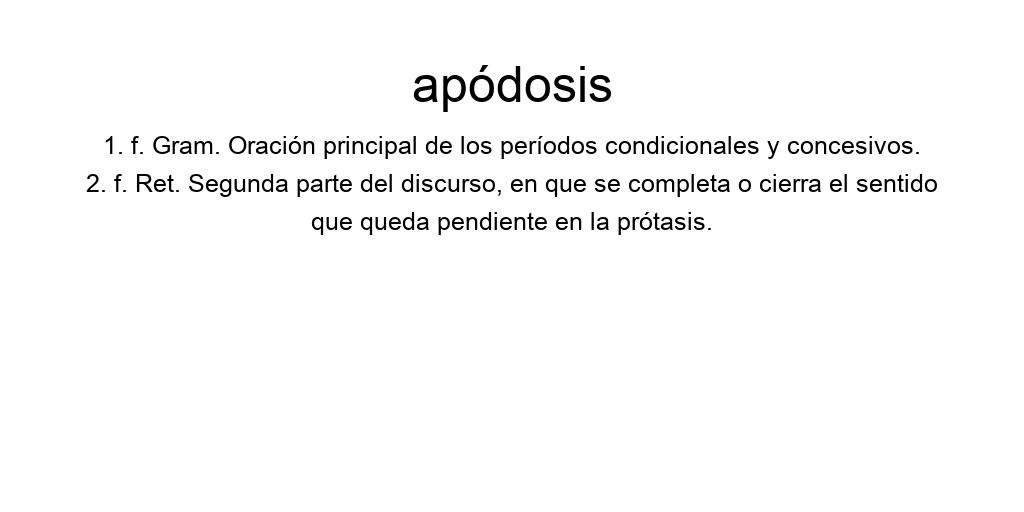 apódosis
1. f. Gram. Oración principal de los períodos condicionales y concesivos.
2. f. Ret. Segunda parte del discurso, en que se completa o cierra el sentido
que queda pendiente en la prótasis.